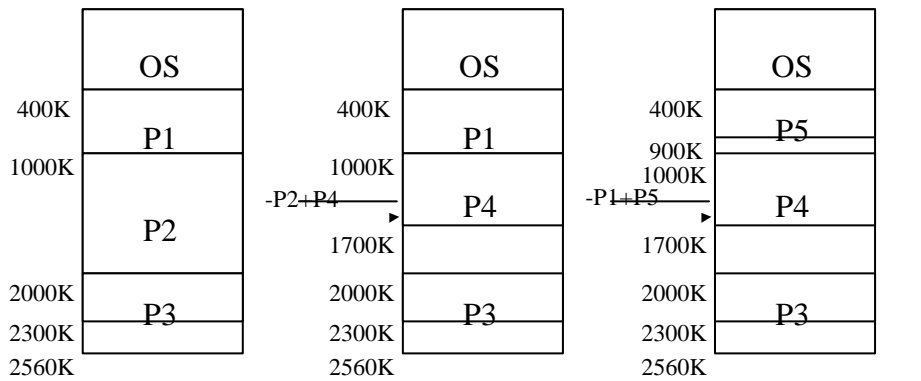 OS
OS
OS
400K
400K
400K
P1
P1
P5
900K
1000K
1000K
1000K
-P2+P4
-P1+P5
P2
P4
P4
1700K
1700K
2000K
2000K
2000K
P3
P3
P3
2300K
2300K
2300K
2560K
2560K
2560K